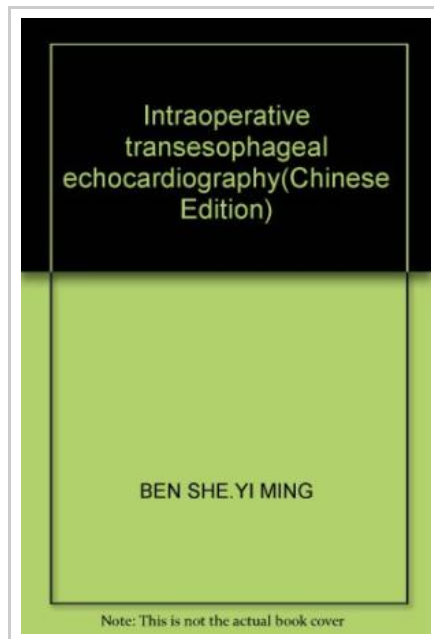 Intraoperative
transesophageal
echocardiography(Chinese
Edition)
BEN SHE.YI MING
Note: This is not the actual book cover